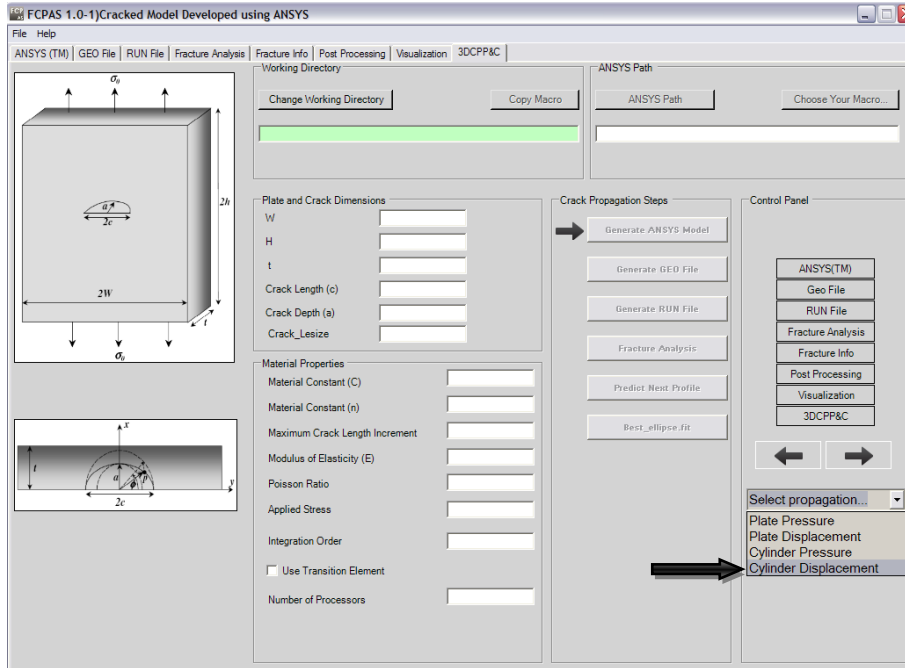 FCPAS 1.0-1)Cracked Model Developed using ANSYS
File Help
ANSYS (TM) GEO File RUN File Fracture Analysis Fracture Info Post Processing Visualization 3DCPP&C
σ₀
a
2c
2h
2W
t
σ₀
x
t
a
ϕ
p
y
2c
Working Directory
Change Working Directory Copy Macro
ANSYS Path
ANSYS Path Choose Your Macro...
Plate and Crack Dimensions
W
H
t
Crack Length (c)
Crack Depth (a)
Crack_Lesize
Material Properties
Material Constant (C)
Material Constant (n)
Maximum Crack Length Increment
Modulus of Elasticity (E)
Poisson Ratio
Applied Stress
Integration Order
Use Transition Element
Number of Processors
Crack Propagation Steps
Generate ANSYS Model
Generate GEO File
Generate RUN File
Fracture Analysis
Predict Next Profile
Best_ellipse.fit
Control Panel
ANSYS(TM)
Geo File
RUN File
Fracture Analysis
Fracture Info
Post Processing
Visualization
3DCPP&C
Select propagation...
Plate Pressure
Plate Displacement
Cylinder Pressure
Cylinder Displacement